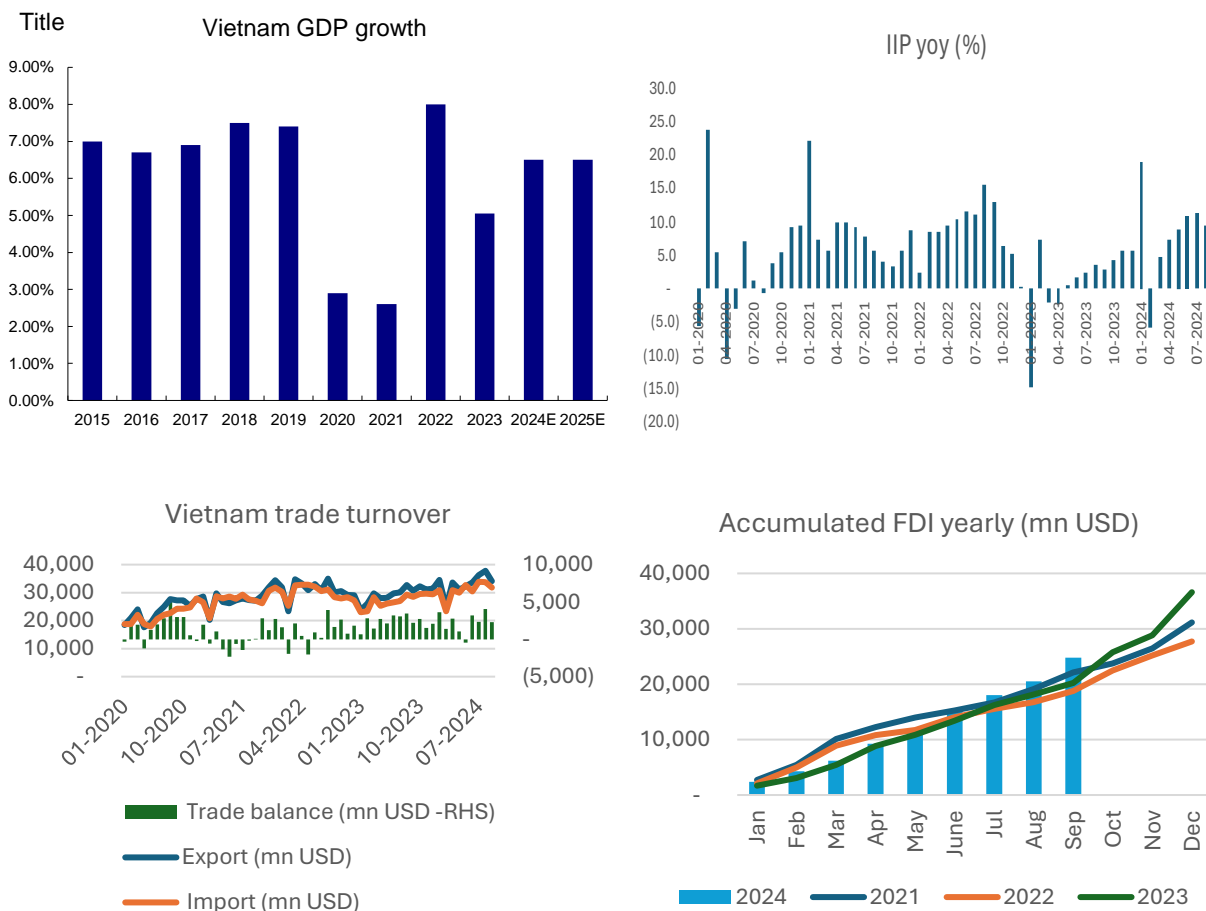 Title
Vietnam GDP growth
9.00%
8.00%
7.00%
6.00%
5.00%
4.00%
3.00%
2.00%
1.00%
0.00%
2015 2016 2017 2018 2019 2020 2021 2022 2023 2024E 2025E
IIP yoy (%)
30.0
25.0
20.0
15.0
10.0
5.0
-
(5.0)
(10.0)
(15.0)
(20.0)
01-2020 04-2020 07-2020 10-2020 01-2021 04-2021 07-2021 10-2021 01-2022 04-2022 07-2022 10-2022 01-2023 04-2023 07-2023 10-2023 01-2024 04-2024 07-2024
Vietnam trade turnover
40,000
30,000
20,000
10,000
-
10,000
5,000
-
(5,000)
01-2020 10-2020 07-2021 04-2022 01-2023 10-2023 07-2024
Trade balance (mn USD -RHS)
Export (mn USD)
Import (mn USD)
Accumulated FDI yearly (mn USD)
40,000
30,000
20,000
10,000
-
Jan Feb Mar Apr May June Jul Aug Sep Oct Nov Dec
2024 2021 2022 2023